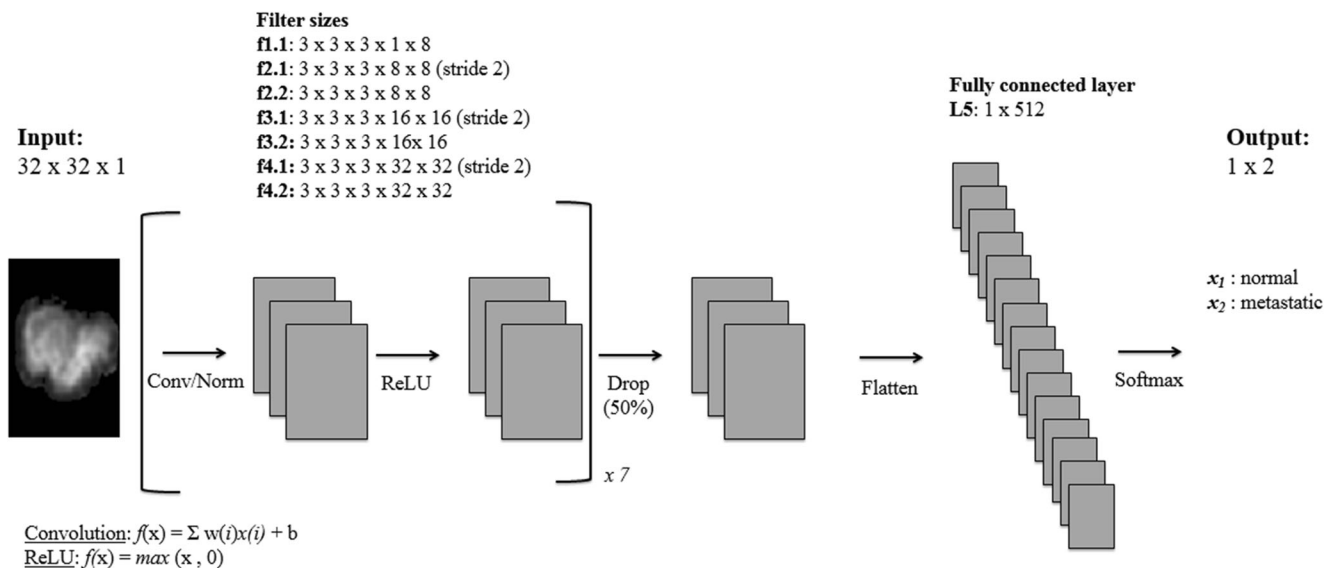 Filter sizes
f1.1: 3 x 3 x 3 x 1 x 8
f2.1: 3 x 3 x 3 x 8 x 8 (stride 2)
f2.2: 3 x 3 x 3 x 8 x 8
f3.1: 3 x 3 x 3 x 16 x 16 (stride 2)
f3.2: 3 x 3 x 3 x 16x 16
f4.1: 3 x 3 x 3 x 32 x 32 (stride 2)
f4.2: 3 x 3 x 3 x 32 x 32
Input:
32 x 32 x 1
Fully connected layer
L5: 1 x 512
Output:
1 x 2
x1 : normal
x2 : metastatic
Conv/Norm
ReLU
Drop
(50%)
Flatten
Softmax
x 7
Convolution: f(x) = Σ w(i)x(i) + b
ReLU: f(x) = max (x , 0)